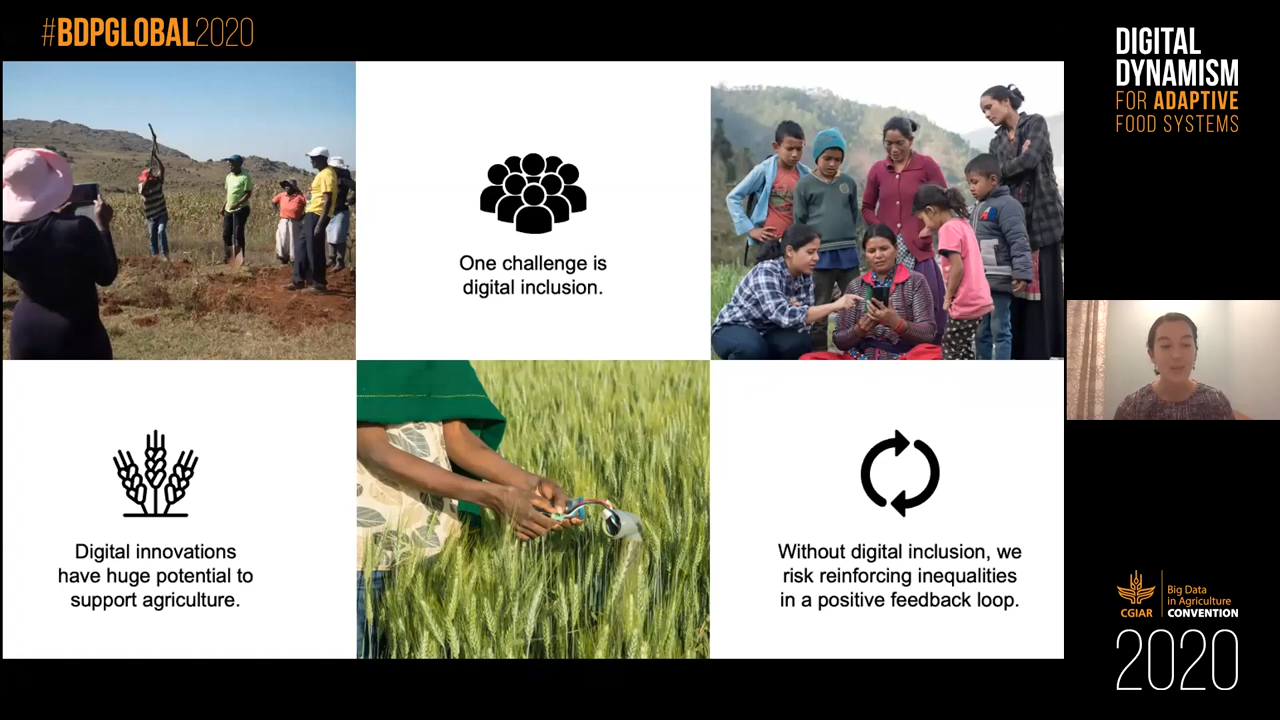 #BDPGLOBAL2020
DIGITAL
DYNAMISM
FOR ADAPTIVE
FOOD SYSTEMS
One challenge is
digital inclusion.
Digital innovations
have huge potential to
support agriculture.
Without digital inclusion, we
risk reinforcing inequalities
in a positive feedback loop.
CGIAR
Big Data
in Agriculture
CONVENTION
2020